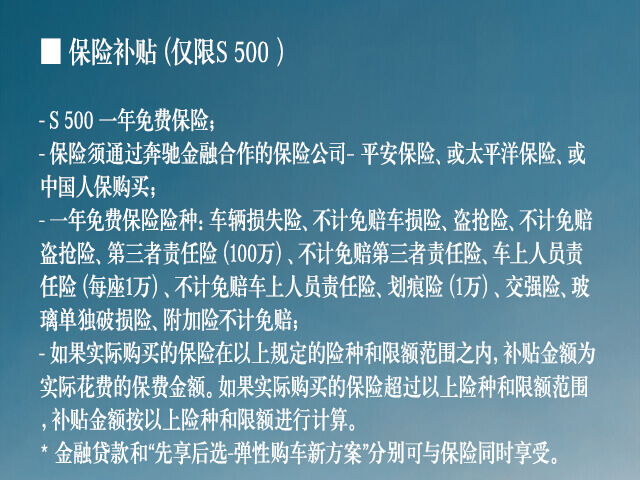 ■ 保险补贴（仅限S 500 ）
- S 500 一年免费保险；
- 保险须通过奔驰金融合作的保险公司- 平安保险、或太平洋保险、或
中国人保购买；
- 一年免费保险险种：车辆损失险、不计免赔车损险、盗抢险、不计免赔
盗抢险、第三者责任险（100万）、不计免赔第三者责任险、车上人员责
任险（每座1万）、不计免赔车上人员责任险、划痕险（1万）、交强险、玻
璃单独破损险、附加险不计免赔；
- 如果实际购买的保险在以上规定的险种和限额范围之内，补贴金额为
实际花费的保费金额。如果实际购买的保险超过以上险种和限额范围
，补贴金额按以上险种和限额进行计算。
* 金融贷款和“先享后选-弹性购车新方案”分别可与保险同时享受。